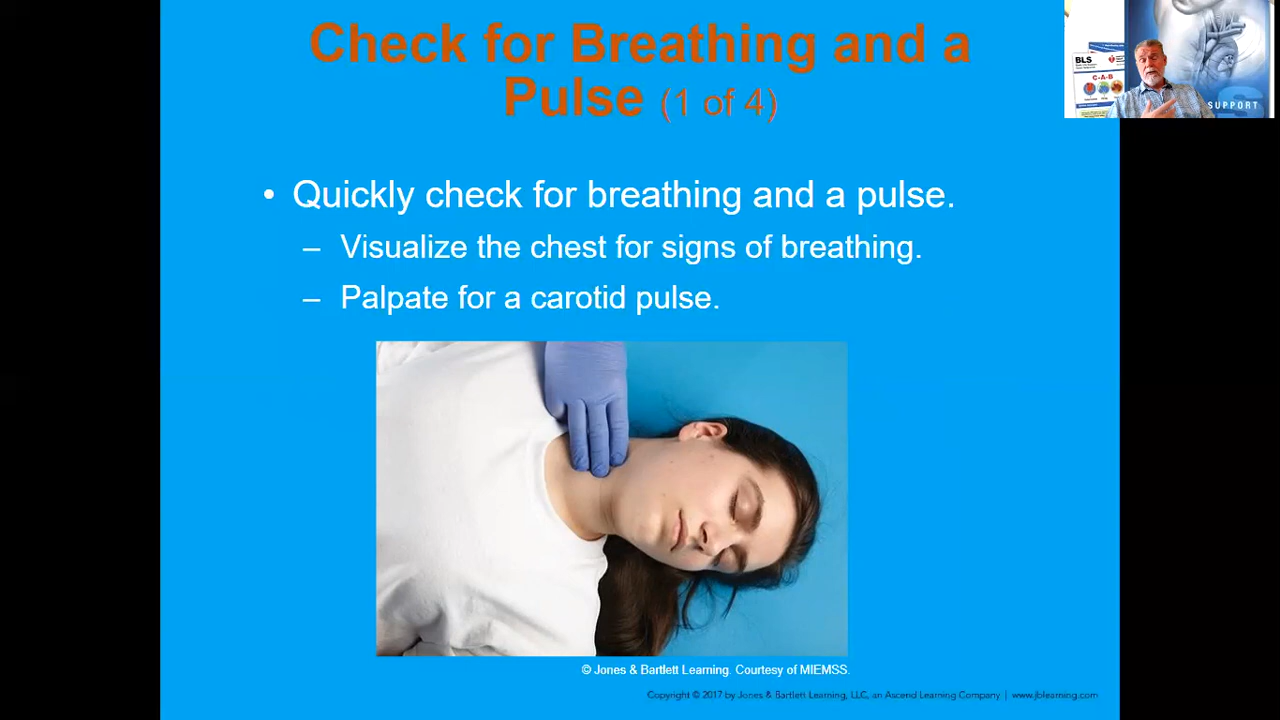 Check for Breathing and a
Pulse (1 of 4)
BLS
C-A-B
SUPPORT
• Quickly check for breathing and a pulse.
– Visualize the chest for signs of breathing.
– Palpate for a carotid pulse.
© Jones & Bartlett Learning. Courtesy of MIEMSS.
Copyright © 2017 by Jones & Bartlett Learning, LLC, an Ascend Learning Company | www.jblearning.com